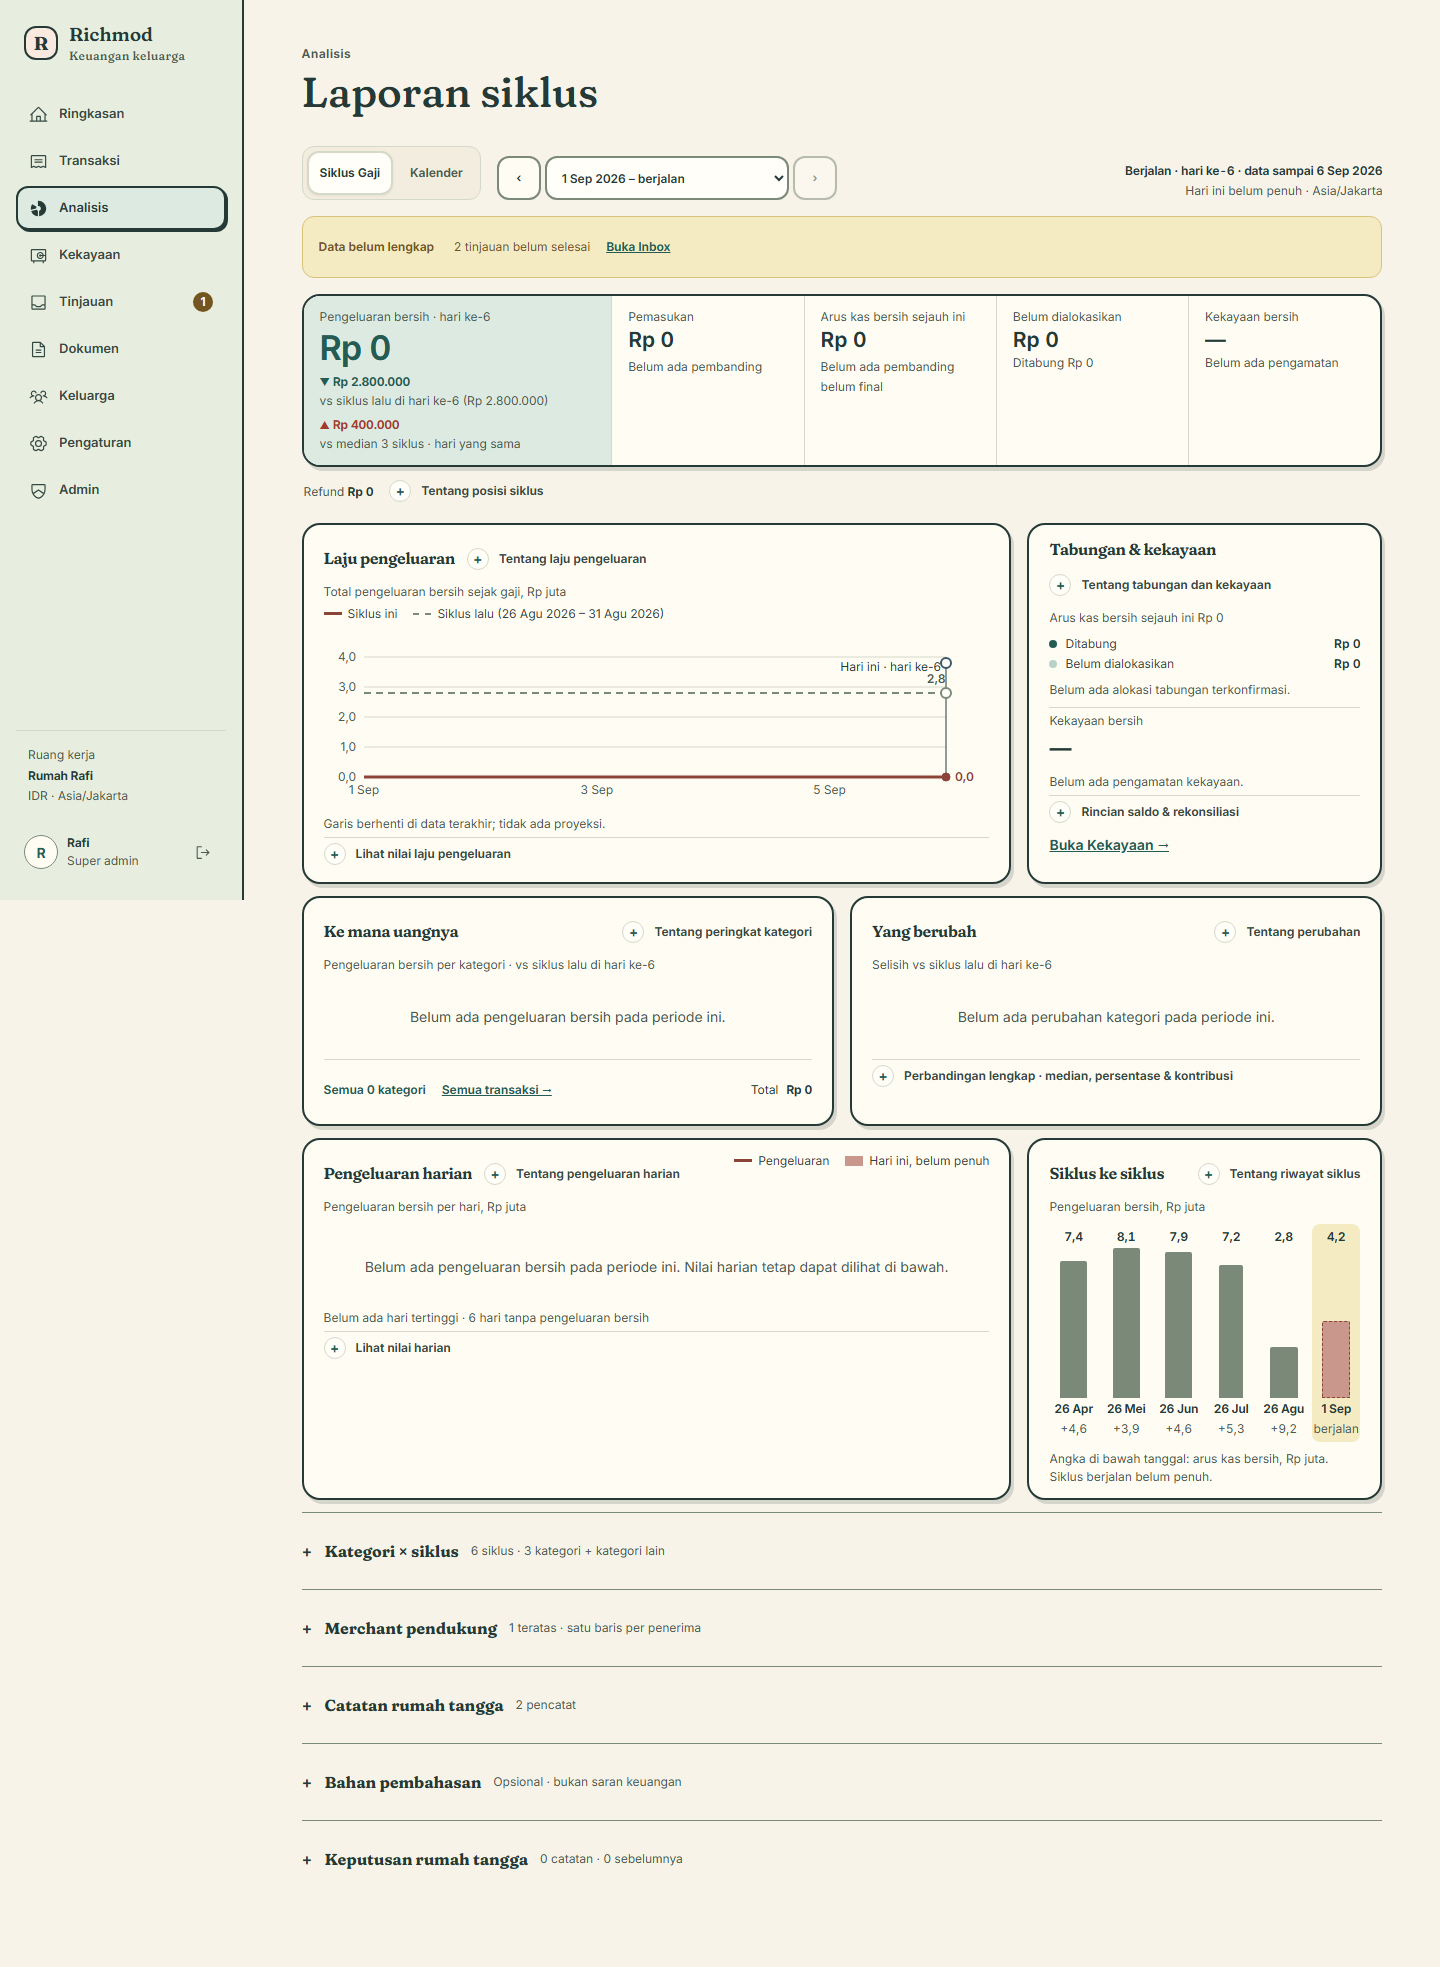 R
Richmod
Keuangan keluarga
Ringkasan
Transaksi
Analisis
Kekayaan
Tinjauan
1
Dokumen
Keluarga
Pengaturan
Admin
Ruang kerja
Rumah Rafi
IDR · Asia/Jakarta
R
Rafi
Super admin
Analisis
Laporan siklus
Siklus Gaji
Kalender
‹
1 Sep 2026 – berjalan
›
Berjalan · hari ke-6 · data sampai 6 Sep 2026
Hari ini belum penuh · Asia/Jakarta
Data belum lengkap 2 tinjauan belum selesai Buka Inbox
Pengeluaran bersih · hari ke-6
Rp 0
▼ Rp 2.800.000
vs siklus lalu di hari ke-6 (Rp 2.800.000)
▲ Rp 400.000
vs median 3 siklus · hari yang sama
Pemasukan
Rp 0
Belum ada pembanding
Arus kas bersih sejauh ini
Rp 0
Belum ada pembanding
belum final
Belum dialokasikan
Rp 0
Ditabung Rp 0
Kekayaan bersih
—
Belum ada pengamatan
Refund Rp 0 + Tentang posisi siklus
Laju pengeluaran + Tentang laju pengeluaran
Total pengeluaran bersih sejak gaji, Rp juta
Siklus ini Siklus lalu (26 Agu 2026 – 31 Agu 2026)
4,0
Hari ini · hari ke-6
2,8
3,0
2,0
1,0
0,0
0,0
1 Sep 3 Sep 5 Sep
Garis berhenti di data terakhir; tidak ada proyeksi.
+ Lihat nilai laju pengeluaran
Tabungan & kekayaan
+ Tentang tabungan dan kekayaan
Arus kas bersih sejauh ini Rp 0
Ditabung Rp 0
Belum dialokasikan Rp 0
Belum ada alokasi tabungan terkonfirmasi.
Kekayaan bersih
—
Belum ada pengamatan kekayaan.
+ Rincian saldo & rekonsiliasi
Buka Kekayaan →
Ke mana uangnya + Tentang peringkat kategori
Pengeluaran bersih per kategori · vs siklus lalu di hari ke-6
Belum ada pengeluaran bersih pada periode ini.
Semua 0 kategori Semua transaksi → Total Rp 0
Yang berubah + Tentang perubahan
Selisih vs siklus lalu di hari ke-6
Belum ada perubahan kategori pada periode ini.
+ Perbandingan lengkap · median, persentase & kontribusi
Pengeluaran harian + Tentang pengeluaran harian
Pengeluaran Hari ini, belum penuh
Pengeluaran bersih per hari, Rp juta
Belum ada pengeluaran bersih pada periode ini. Nilai harian tetap dapat dilihat di bawah.
Belum ada hari tertinggi · 6 hari tanpa pengeluaran bersih
+ Lihat nilai harian
Siklus ke siklus + Tentang riwayat siklus
Pengeluaran bersih, Rp juta
7,4 8,1 7,9 7,2 2,8 4,2
26 Apr 26 Mei 26 Jun 26 Jul 26 Agu 1 Sep
+4,6 +3,9 +4,6 +5,3 +9,2 berjalan
Angka di bawah tanggal: arus kas bersih, Rp juta.
Siklus berjalan belum penuh.
+ Kategori × siklus 6 siklus · 3 kategori + kategori lain
+ Merchant pendukung 1 teratas · satu baris per penerima
+ Catatan rumah tangga 2 pencatat
+ Bahan pembahasan Opsional · bukan saran keuangan
+ Keputusan rumah tangga 0 catatan · 0 sebelumnya